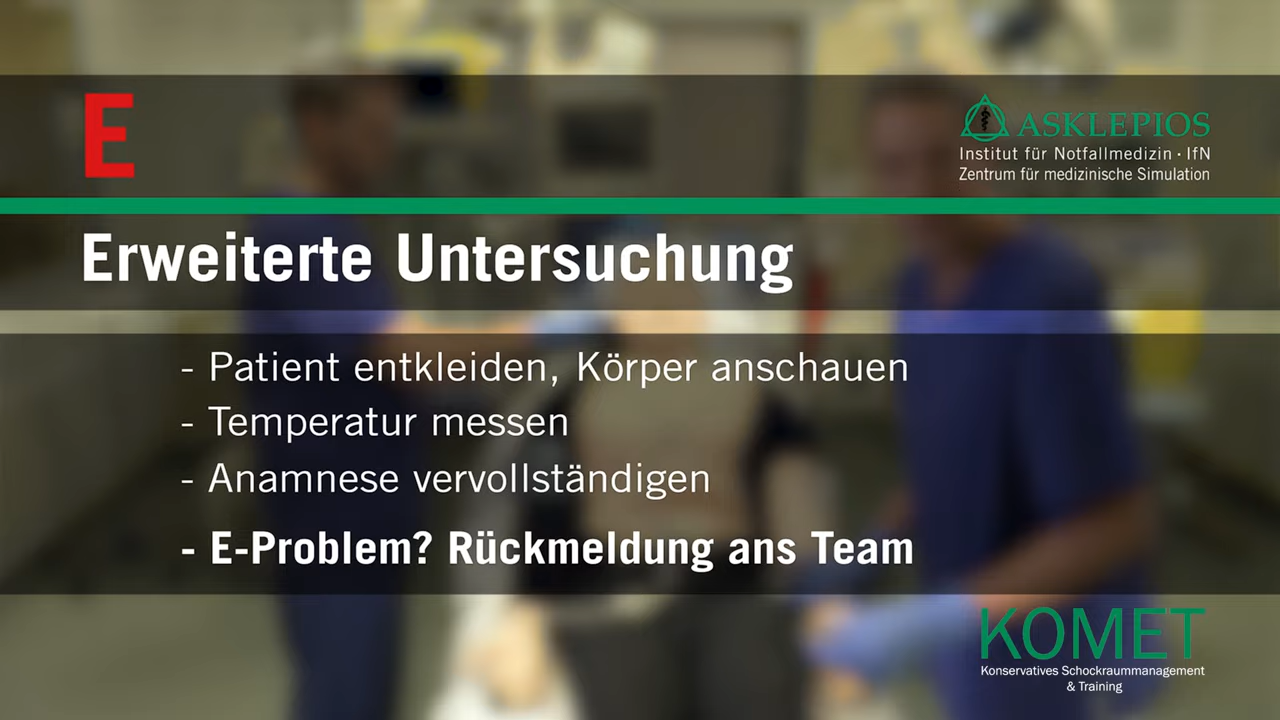 E
ASKLEPIOS
Institut für Notfallmedizin · IfN
Zentrum für medizinische Simulation
Erweiterte Untersuchung
- Patient entkleiden, Körper anschauen
- Temperatur messen
- Anamnese vervollständigen
- E-Problem? Rückmeldung ans Team
KOMET
Konservatives Schockraummanagement
& Training